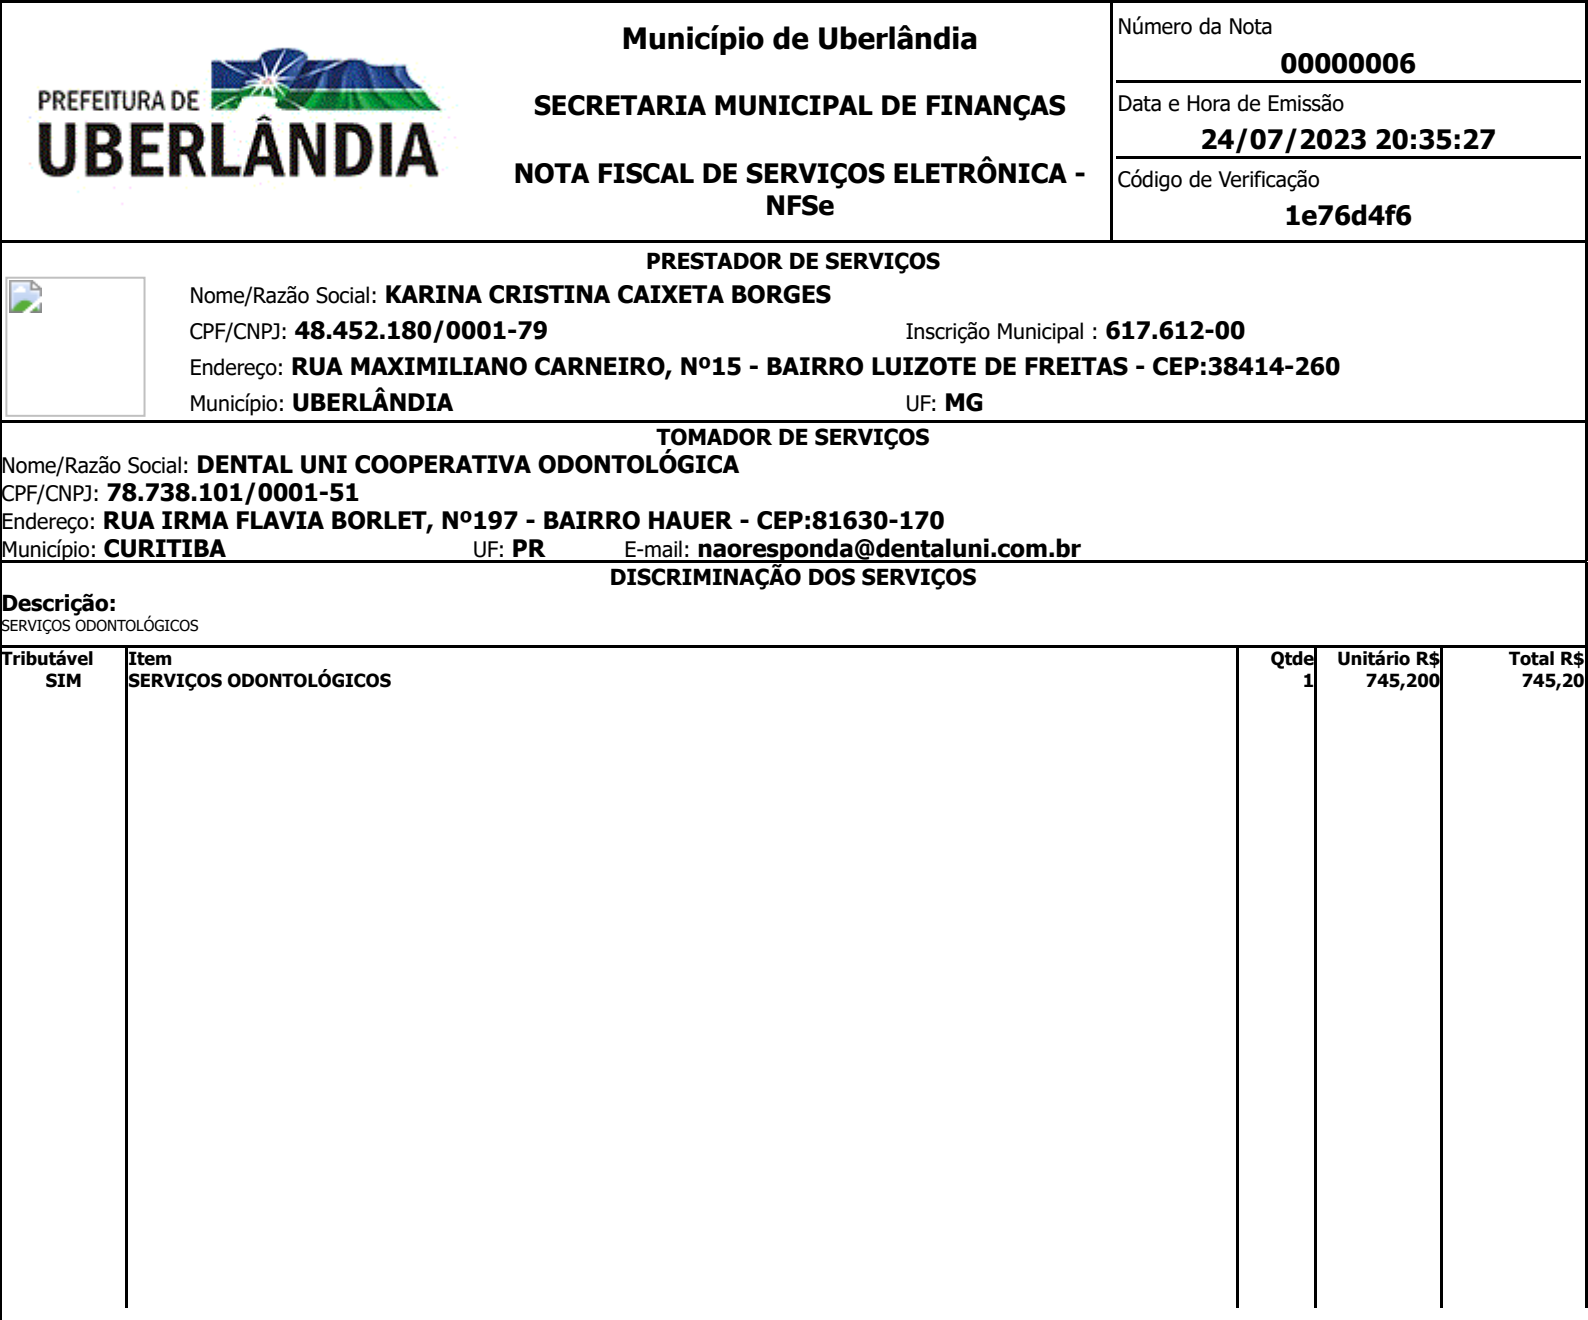 PREFEITURA DE
UBERLÂNDIA
Município de Uberlândia
SECRETARIA MUNICIPAL DE FINANÇAS
NOTA FISCAL DE SERVIÇOS ELETRÔNICA -
NFSe
Número da Nota
00000006
Data e Hora de Emissão
24/07/2023 20:35:27
Código de Verificação
1e76d4f6
PRESTADOR DE SERVIÇOS
Nome/Razão Social: KARINA CRISTINA CAIXETA BORGES
CPF/CNPJ: 48.452.180/0001-79 Inscrição Municipal : 617.612-00
Endereço: RUA MAXIMILIANO CARNEIRO, Nº15 - BAIRRO LUIZOTE DE FREITAS - CEP:38414-260
Município: UBERLÂNDIA UF: MG
TOMADOR DE SERVIÇOS
Nome/Razão Social: DENTAL UNI COOPERATIVA ODONTOLÓGICA
CPF/CNPJ: 78.738.101/0001-51
Endereço: RUA IRMA FLAVIA BORLET, Nº197 - BAIRRO HAUER - CEP:81630-170
Município: CURITIBA UF: PR E-mail: naoresponda@dentaluni.com.br
DISCRIMINAÇÃO DOS SERVIÇOS
Descrição:
SERVIÇOS ODONTOLÓGICOS
Tributável Item Qtde Unitário R$ Total R$
SIM SERVIÇOS ODONTOLÓGICOS 1 745,200 745,20